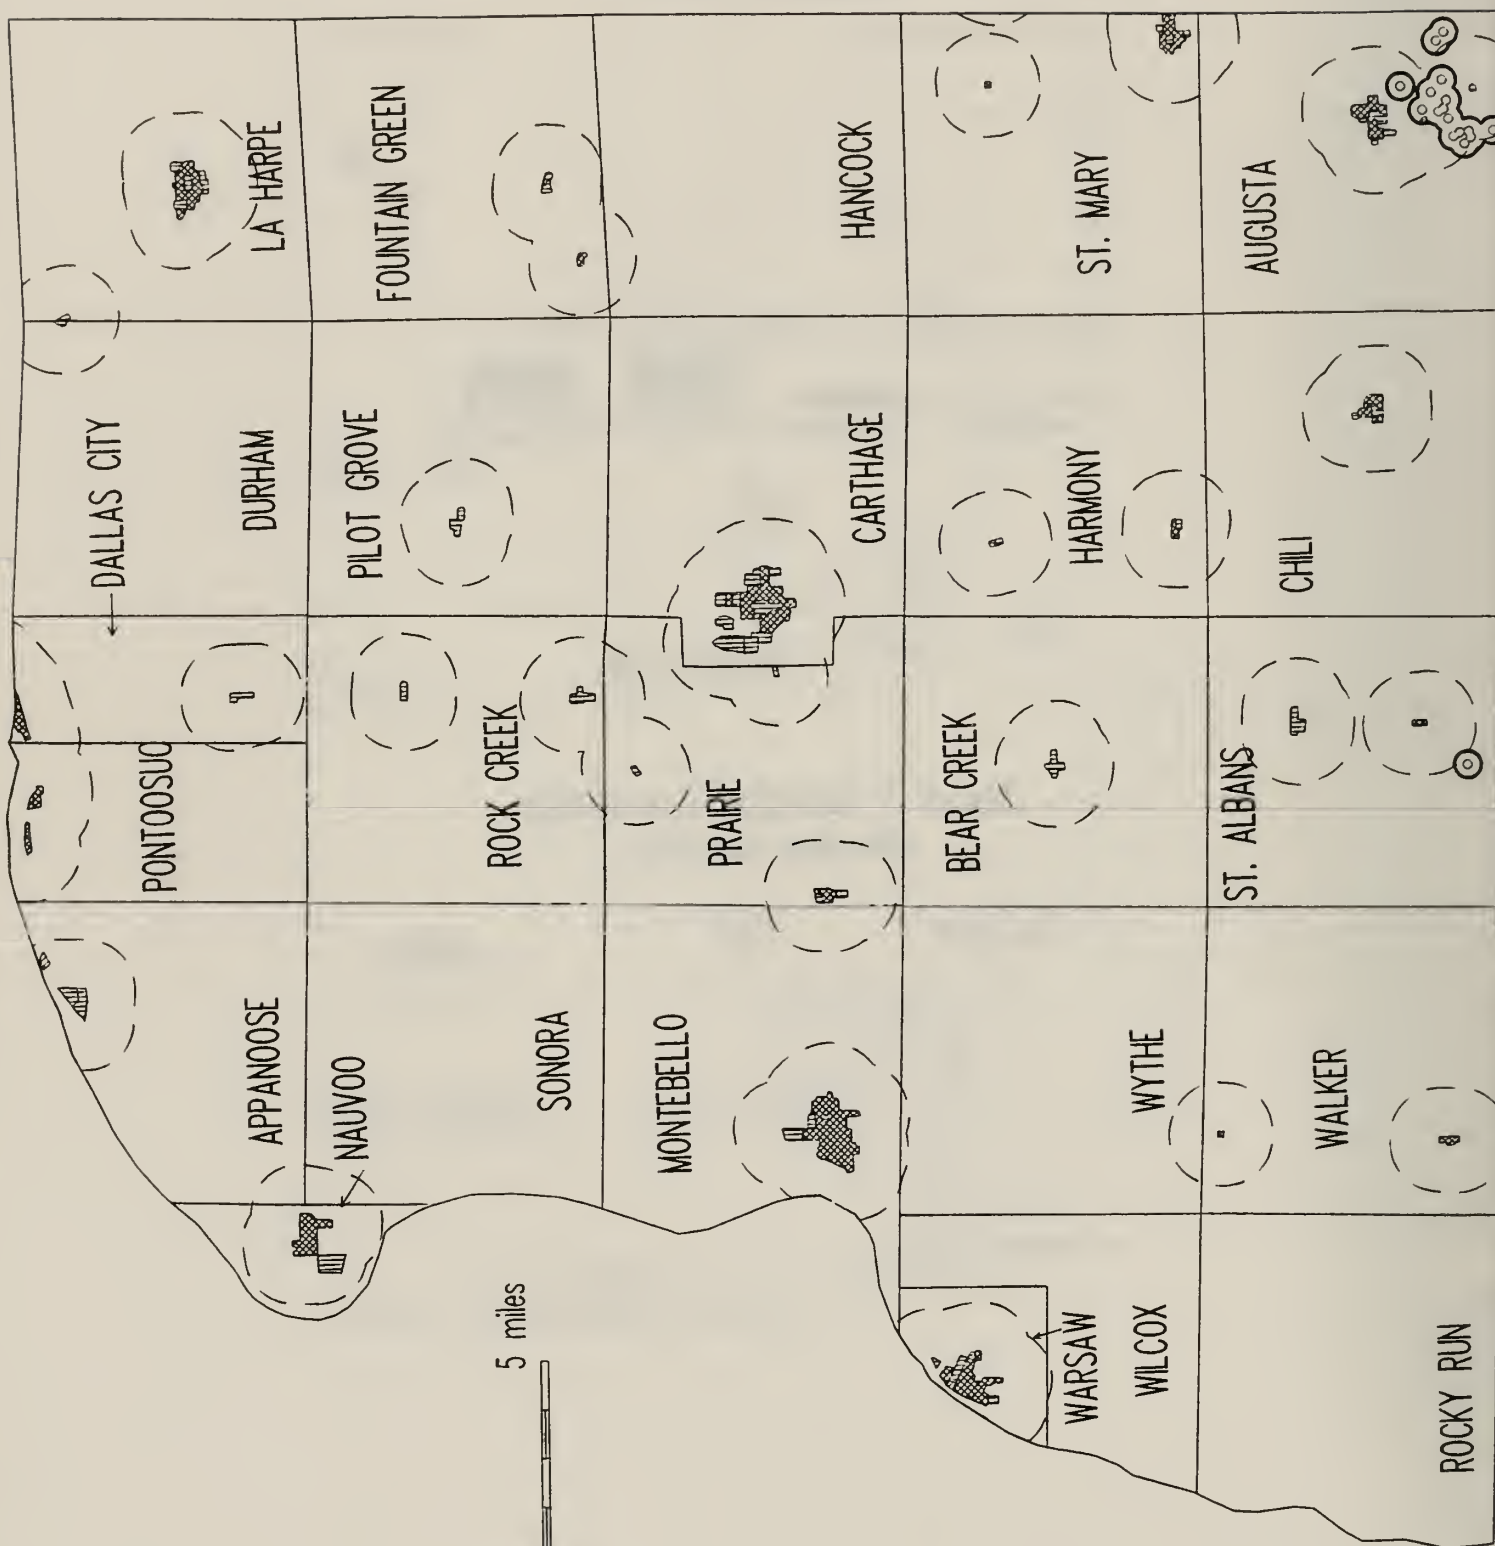 LA HARPE
FOUNTAIN GREEN
HANCOCK
ST. MARY
AUGUSTA
DALLAS CITY
DURHAM
PILOT GROVE
CARTHAGE
HARMONY
CHILI
PONTOOSUC
ROCK CREEK
PRAIRIE
BEAR CREEK
ST. ALBANS
APPANOOSE
NAUVOO
SONORA
MONTEBELLO
WYTHE
WALKER
5 miles
WARSAW
WILCOX
ROCKY RUN